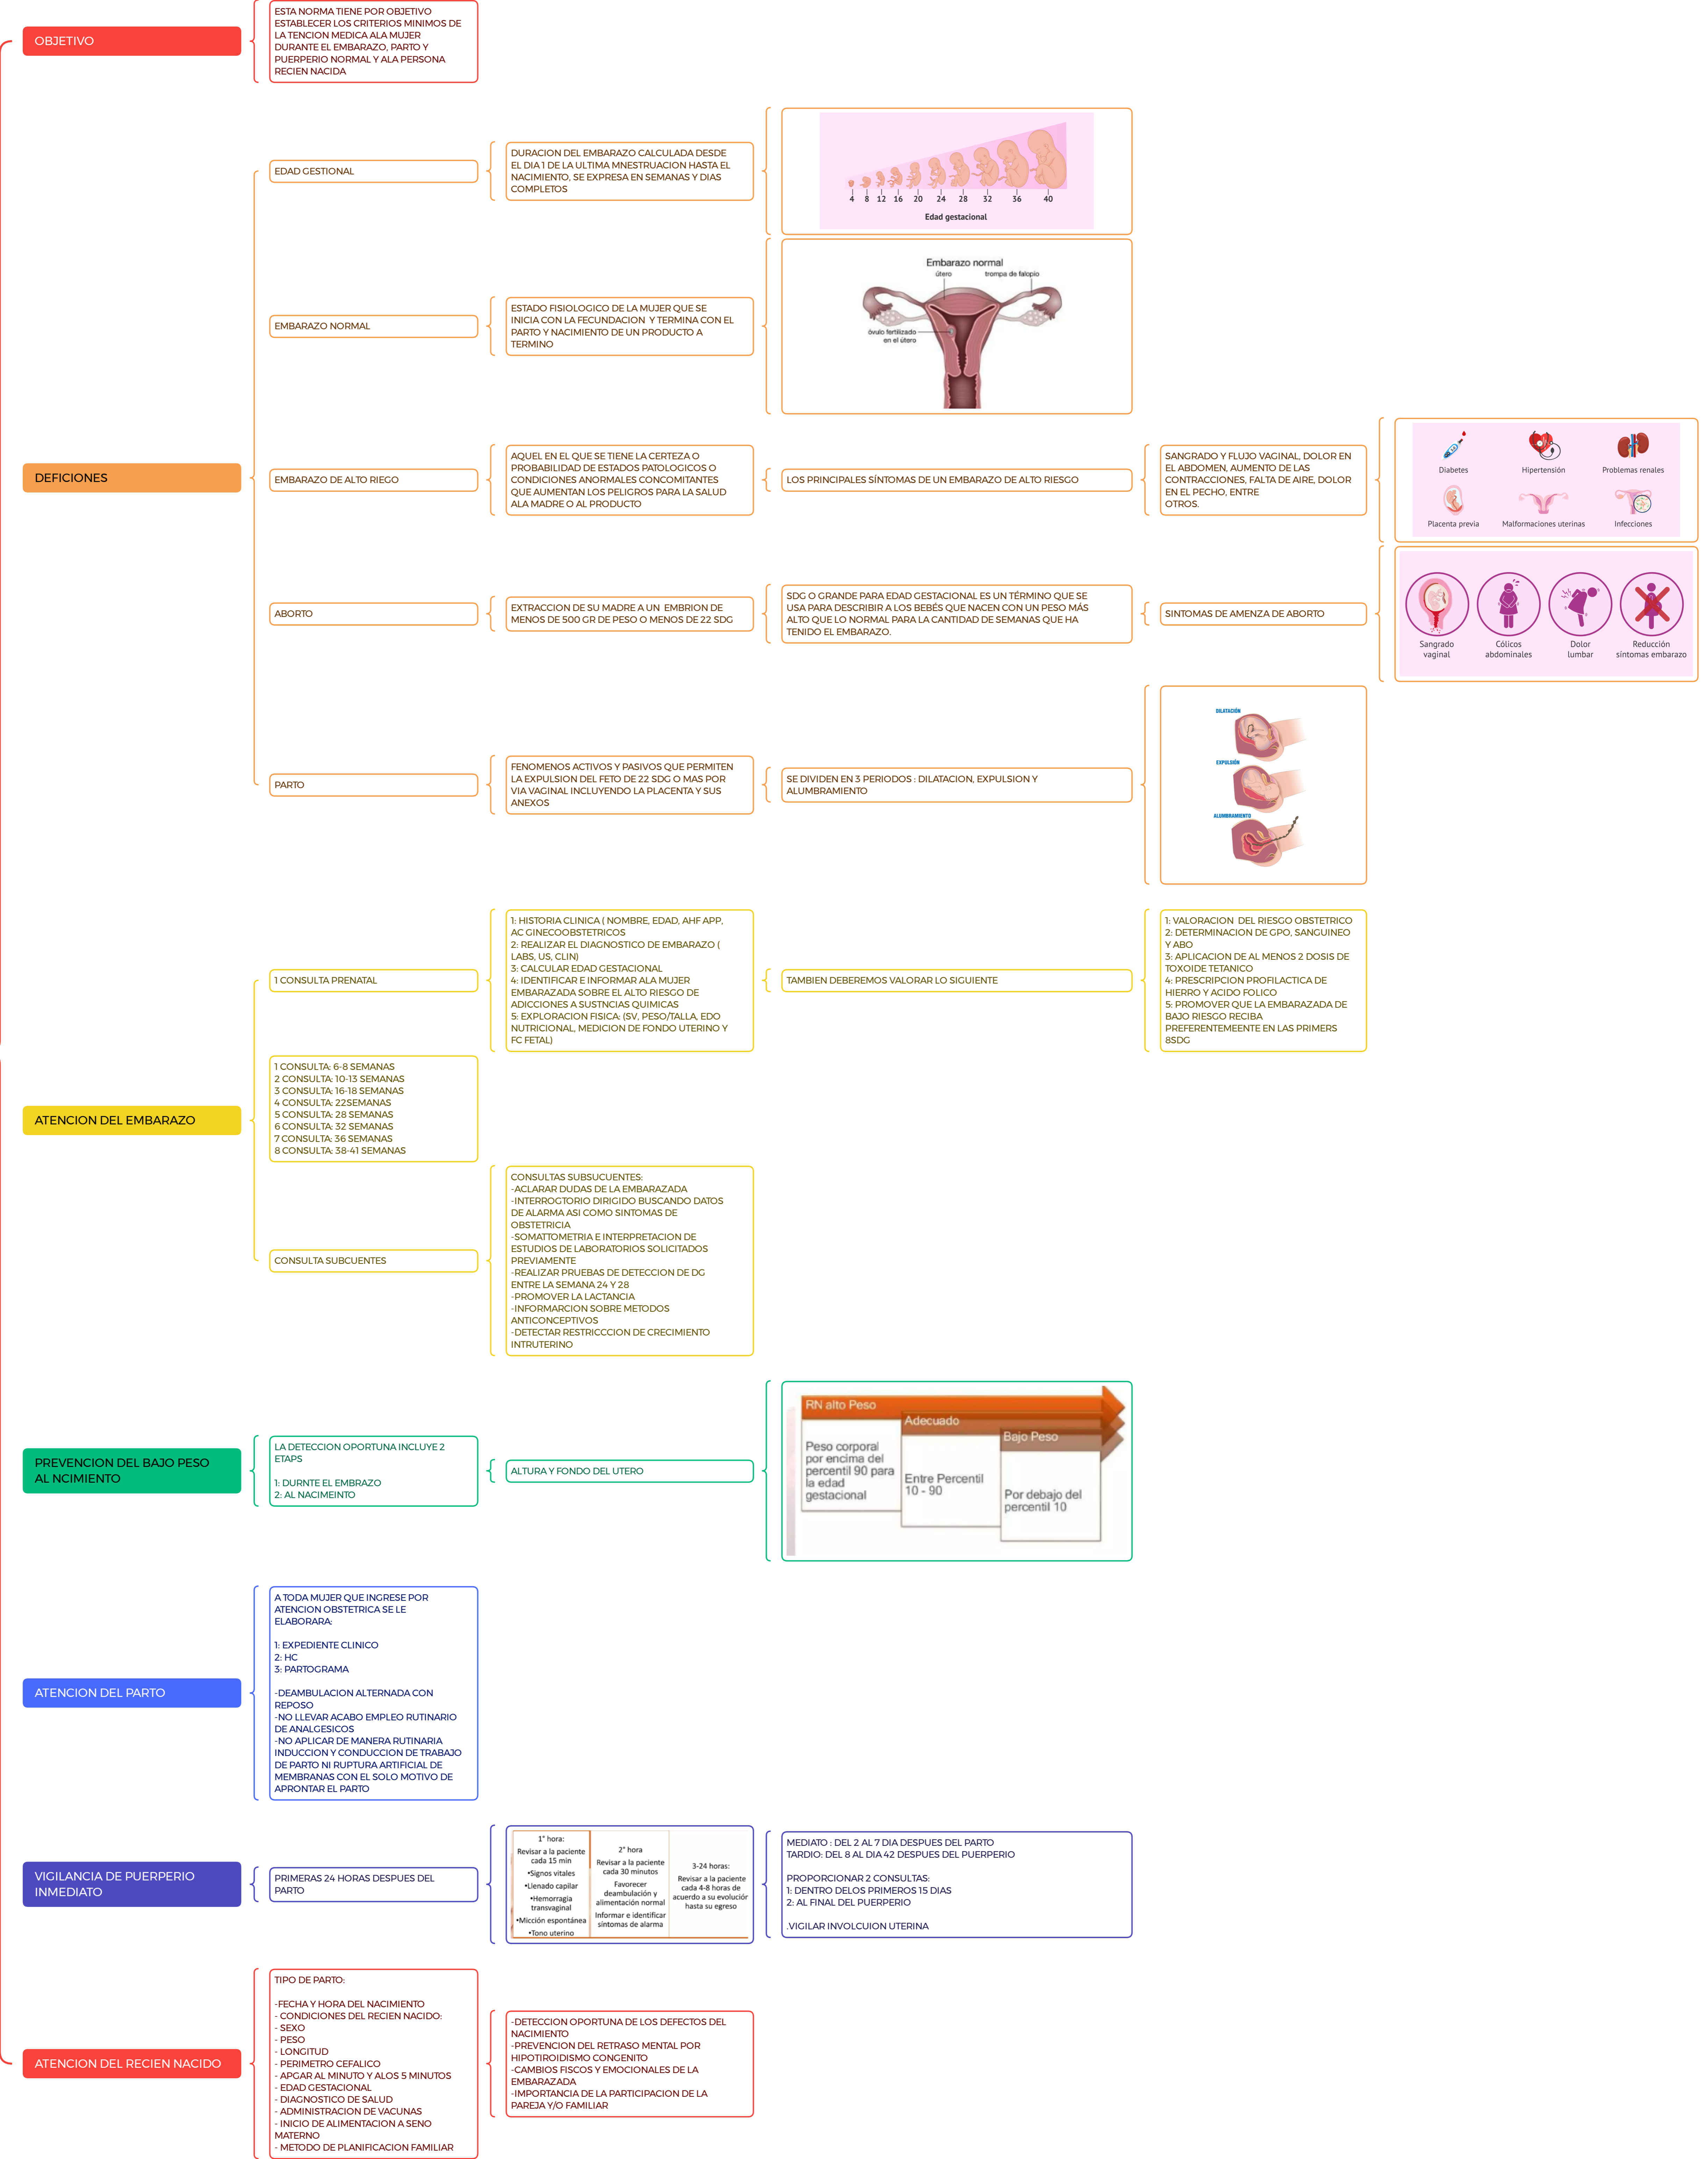 OBJETIVO
ESTA NORMA TIENE POR OBJETIVO
ESTABLECER LOS CRITERIOS MINIMOS DE
LA TENCION MEDICA ALA MUJER
DURANTE EL EMBARAZO, PARTO Y
PUERPERIO NORMAL Y ALA PERSONA
RECIEN NACIDA
DEFICIONES
EDAD GESTIONAL
DURACION DEL EMBARAZO CALCULADA DESDE
EL DIA 1 DE LA ULTIMA MNESTRUACION HASTA EL
NACIMIENTO, SE EXPRESA EN SEMANAS Y DIAS
COMPLETOS
4 8 12 16 20 24 28 32 36 40
Edad gestacional
EMBARAZO NORMAL
ESTADO FISIOLOGICO DE LA MUJER QUE SE
INICIA CON LA FECUNDACION Y TERMINA CON EL
PARTO Y NACIMIENTO DE UN PRODUCTO A
TERMINO
Embarazo normal
útero trompa de falopio
óvulo fertilizado
en el útero
EMBARAZO DE ALTO RIEGO
AQUEL EN EL QUE SE TIENE LA CERTEZA O
PROBABILIDAD DE ESTADOS PATOLOGICOS O
CONDICIONES ANORMALES CONCOMITANTES
QUE AUMENTAN LOS PELIGROS PARA LA SALUD
ALA MADRE O AL PRODUCTO
LOS PRINCIPALES SÍNTOMAS DE UN EMBARAZO DE ALTO RIESGO
SANGRADO Y FLUJO VAGINAL, DOLOR EN
EL ABDOMEN, AUMENTO DE LAS
CONTRACCIONES, FALTA DE AIRE, DOLOR
EN EL PECHO, ENTRE
OTROS.
Diabetes Hipertensión Problemas renales
Placenta previa Malformaciones uterinas Infecciones
ABORTO
EXTRACCION DE SU MADRE A UN EMBRION DE
MENOS DE 500 GR DE PESO O MENOS DE 22 SDG
SDG O GRANDE PARA EDAD GESTACIONAL ES UN TÉRMINO QUE SE
USA PARA DESCRIBIR A LOS BEBÉS QUE NACEN CON UN PESO MÁS
ALTO QUE LO NORMAL PARA LA CANTIDAD DE SEMANAS QUE HA
TENIDO EL EMBARAZO.
SINTOMAS DE AMENZA DE ABORTO
Sangrado Cólicos Dolor Reducción
vaginal abdominales lumbar síntomas embarazo
PARTO
FENOMENOS ACTIVOS Y PASIVOS QUE PERMITEN
LA EXPULSION DEL FETO DE 22 SDG O MAS POR
VIA VAGINAL INCLUYENDO LA PLACENTA Y SUS
ANEXOS
SE DIVIDEN EN 3 PERIODOS : DILATACION, EXPULSION Y
ALUMBRAMIENTO
DILATACIÓN
EXPULSIÓN
ALUMBRAMIENTO
ATENCION DEL EMBARAZO
1 CONSULTA PRENATAL
1: HISTORIA CLINICA ( NOMBRE, EDAD, AHF APP,
AC GINECOOBSTETRICOS
2: REALIZAR EL DIAGNOSTICO DE EMBARAZO (
LABS, US, CLIN)
3: CALCULAR EDAD GESTACIONAL
4: IDENTIFICAR E INFORMAR ALA MUJER
EMBARAZADA SOBRE EL ALTO RIESGO DE
ADICCIONES A SUSTNCIAS QUIMICAS
5: EXPLORACION FISICA: (SV, PESO/TALLA, EDO
NUTRICIONAL, MEDICION DE FONDO UTERINO Y
FC FETAL)
TAMBIEN DEBEREMOS VALORAR LO SIGUIENTE
1: VALORACION DEL RIESGO OBSTETRICO
2: DETERMINACION DE GPO, SANGUINEO
Y ABO
3: APLICACION DE AL MENOS 2 DOSIS DE
TOXOIDE TETANICO
4: PRESCRIPCION PROFILACTICA DE
HIERRO Y ACIDO FOLICO
5: PROMOVER QUE LA EMBARAZADA DE
BAJO RIESGO RECIBA
PREFERENTEMEENTE EN LAS PRIMERS
8SDG
1 CONSULTA: 6-8 SEMANAS
2 CONSULTA: 10-13 SEMANAS
3 CONSULTA: 16-18 SEMANAS
4 CONSULTA: 22SEMANAS
5 CONSULTA: 28 SEMANAS
6 CONSULTA: 32 SEMANAS
7 CONSULTA: 36 SEMANAS
8 CONSULTA: 38-41 SEMANAS
CONSULTA SUBCUENTES
CONSULTAS SUBSUCUENTES:
-ACLARAR DUDAS DE LA EMBARAZADA
-INTERROGTORIO DIRIGIDO BUSCANDO DATOS
DE ALARMA ASI COMO SINTOMAS DE
OBSTETRICIA
-SOMATTOMETRIA E INTERPRETACION DE
ESTUDIOS DE LABORATORIOS SOLICITADOS
PREVIAMENTE
-REALIZAR PRUEBAS DE DETECCION DE DG
ENTRE LA SEMANA 24 Y 28
-PROMOVER LA LACTANCIA
-INFORMARCION SOBRE METODOS
ANTICONCEPTIVOS
-DETECTAR RESTRICCCION DE CRECIMIENTO
INTRUTERINO
PREVENCION DEL BAJO PESO
AL NCIMIENTO
LA DETECCION OPORTUNA INCLUYE 2
ETAPS
1: DURNTE EL EMBRAZO
2: AL NACIMEINTO
ALTURA Y FONDO DEL UTERO
RN alto Peso
Peso corporal
por encima del
percentil 90 para
la edad
gestacional
Adecuado
Entre Percentil
10 - 90
Bajo Peso
Por debajo del
percentil 10
ATENCION DEL PARTO
A TODA MUJER QUE INGRESE POR
ATENCION OBSTETRICA SE LE
ELABORARA:
1: EXPEDIENTE CLINICO
2: HC
3: PARTOGRAMA
-DEAMBULACION ALTERNADA CON
REPOSO
-NO LLEVAR ACABO EMPLEO RUTINARIO
DE ANALGESICOS
-NO APLICAR DE MANERA RUTINARIA
INDUCCION Y CONDUCCION DE TRABAJO
DE PARTO NI RUPTURA ARTIFICIAL DE
MEMBRANAS CON EL SOLO MOTIVO DE
APRONTAR EL PARTO
VIGILANCIA DE PUERPERIO
INMEDIATO
PRIMERAS 24 HORAS DESPUES DEL
PARTO
1° hora:
Revisar a la paciente
cada 15 min
•Signos vitales
•Llenado capilar
•Hemorragia
transvaginal
•Micción espontánea
•Tono uterino
2° hora
Revisar a la paciente
cada 30 minutos
Favorecer
deambulación y
alimentación normal
Informar e identificar
síntomas de alarma
3-24 horas:
Revisar a la paciente
cada 4-8 horas de
acuerdo a su evolución
hasta su egreso
MEDIATO : DEL 2 AL 7 DIA DESPUES DEL PARTO
TARDIO: DEL 8 AL DIA 42 DESPUES DEL PUERPERIO
PROPORCIONAR 2 CONSULTAS:
1: DENTRO DELOS PRIMEROS 15 DIAS
2: AL FINAL DEL PUERPERIO
.VIGILAR INVOLCUION UTERINA
ATENCION DEL RECIEN NACIDO
TIPO DE PARTO:
-FECHA Y HORA DEL NACIMIENTO
- CONDICIONES DEL RECIEN NACIDO:
- SEXO
- PESO
- LONGITUD
- PERIMETRO CEFALICO
- APGAR AL MINUTO Y ALOS 5 MINUTOS
- EDAD GESTACIONAL
- DIAGNOSTICO DE SALUD
- ADMINISTRACION DE VACUNAS
- INICIO DE ALIMENTACION A SENO
MATERNO
- METODO DE PLANIFICACION FAMILIAR
-DETECCION OPORTUNA DE LOS DEFECTOS DEL
NACIMIENTO
-PREVENCION DEL RETRASO MENTAL POR
HIPOTIROIDISMO CONGENITO
-CAMBIOS FISCOS Y EMOCIONALES DE LA
EMBARAZADA
-IMPORTANCIA DE LA PARTICIPACION DE LA
PAREJA Y/O FAMILIAR